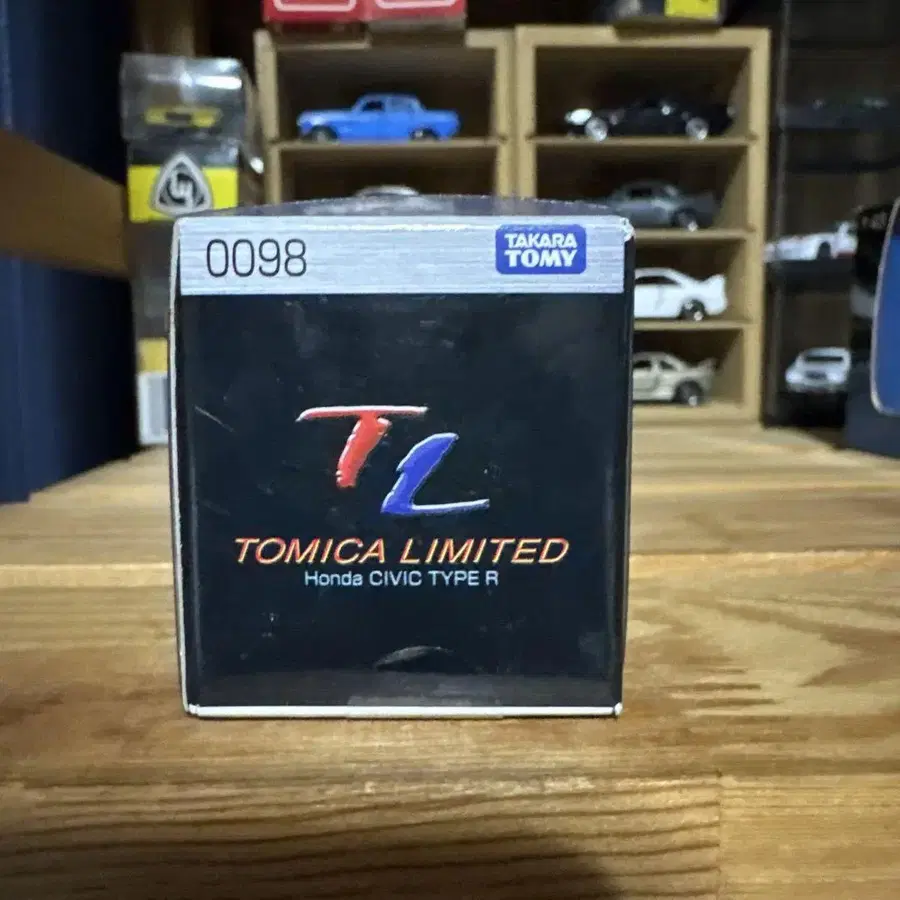 0098
TAKARA
TOMY
TL
TOMICA LIMITED
Honda CIVIC TYPE R